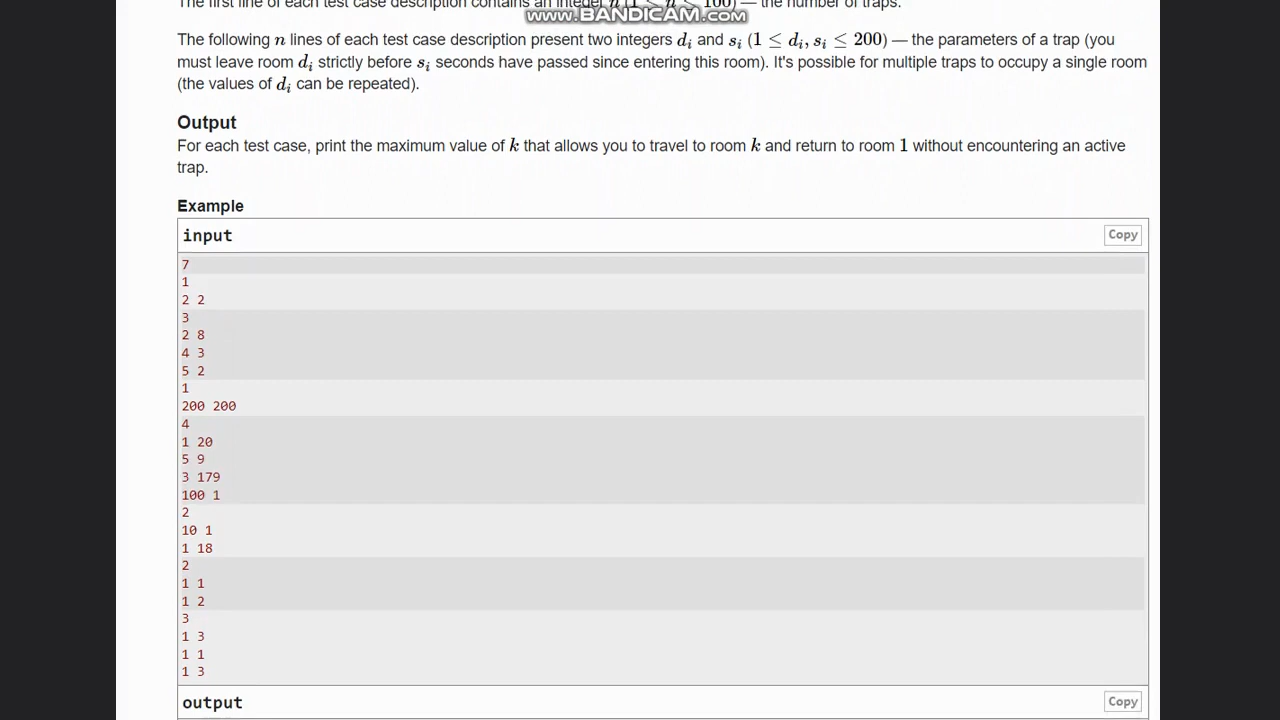 The first line of each test case description contains an integer n (1 ≤ n ≤ 100) — the number of traps.
www.BANDICAM.com
The following n lines of each test case description present two integers dᵢ and sᵢ (1 ≤ dᵢ, sᵢ ≤ 200) — the parameters of a trap (you
must leave room dᵢ strictly before sᵢ seconds have passed since entering this room). It's possible for multiple traps to occupy a single room
(the values of dᵢ can be repeated).
Output
For each test case, print the maximum value of k that allows you to travel to room k and return to room 1 without encountering an active
trap.
Example
input Copy
7
1
2 2
3
2 8
4 3
5 2
1
200 200
4
1 20
5 9
3 179
100 1
2
10 1
1 18
2
1 1
1 2
3
1 3
1 1
1 3
output Copy